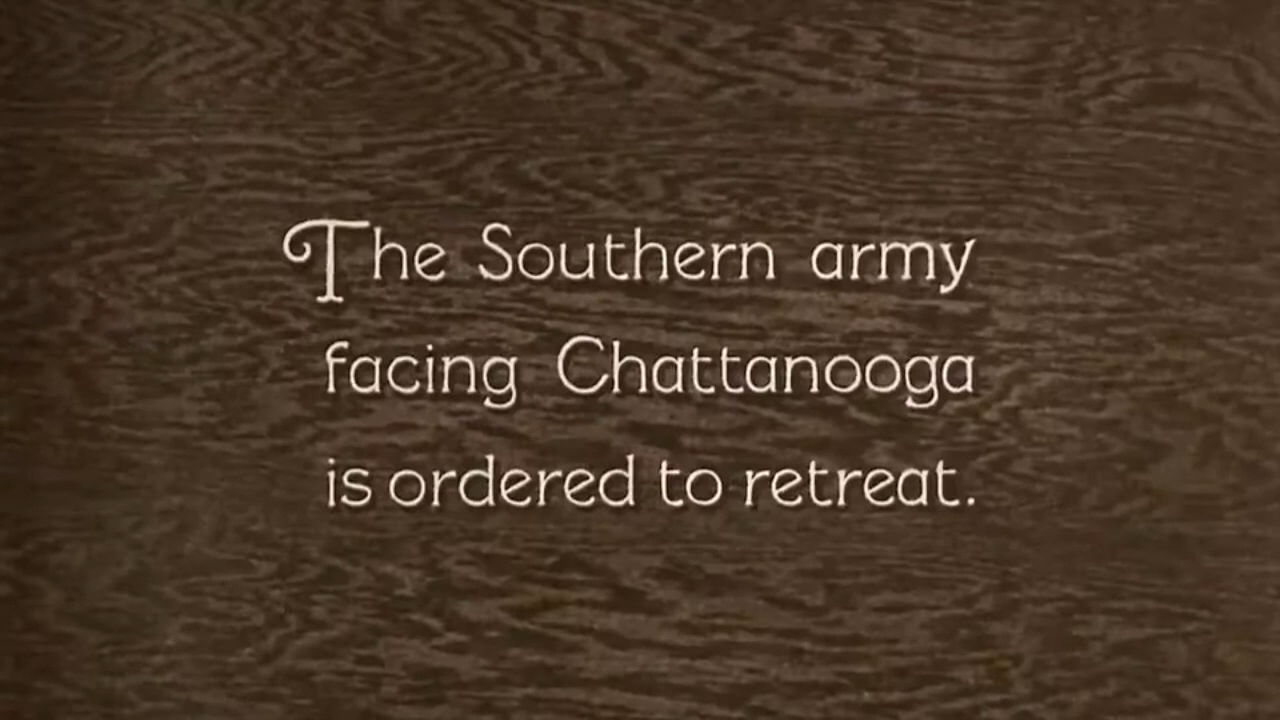 The Southern army
facing Chattanooga
is ordered to retreat.